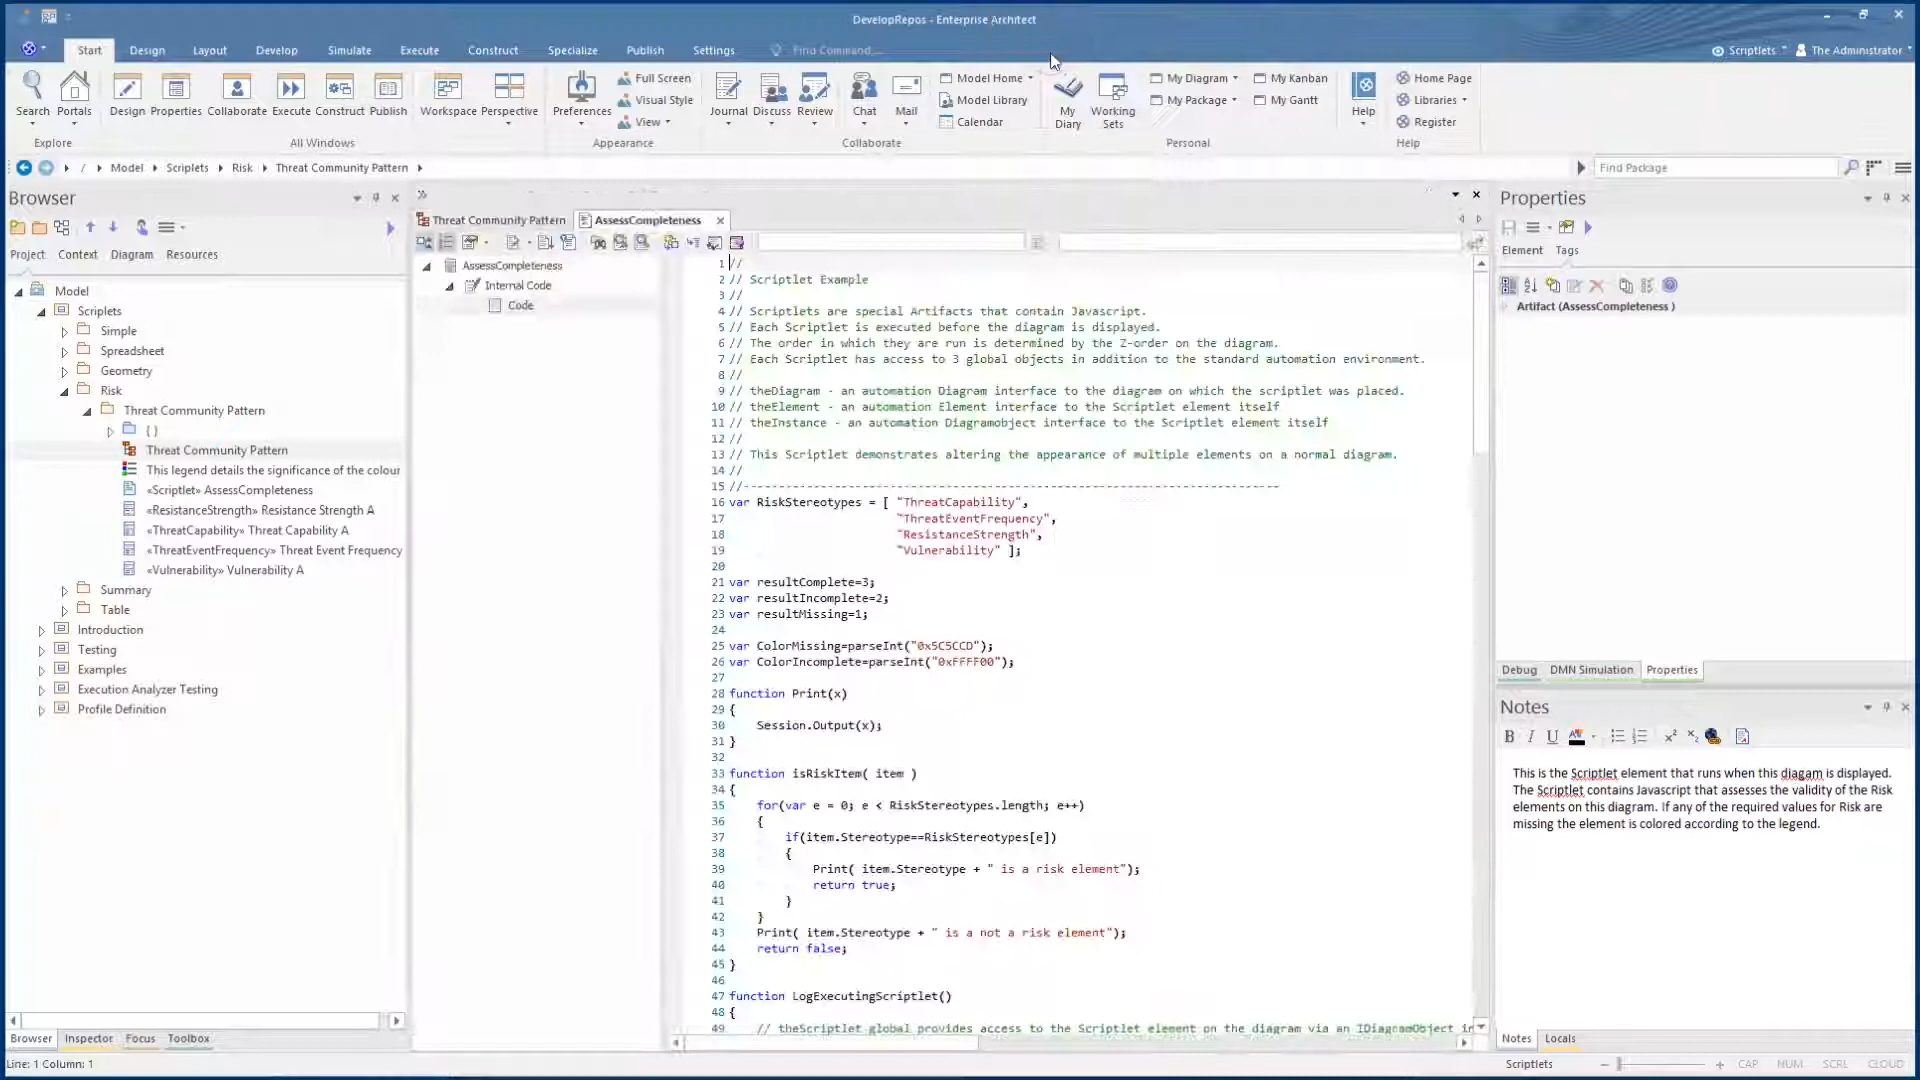 DevelopRepos - Enterprise Architect
Start
Design
Layout
Develop
Simulate
Execute
Construct
Specialize
Publish
Settings
Find Command...
Scriptlets
The Administrator
Search
Portals
Design
Properties
Collaborate
Execute
Construct
Publish
Workspace
Perspective
Preferences
Full Screen
Visual Style
View
Journal
Discuss
Review
Chat
Mail
Model Home
Model Library
Calendar
My Diary
Working Sets
My Diagram
My Package
My Kanban
My Gantt
Help
Home Page
Libraries
Register
Explore
All Windows
Appearance
Collaborate
Personal
Help
/ Model Scriplets Risk Threat Community Pattern
Find Package
Browser
Project
Context
Diagram
Resources
Model
Scriplets
Simple
Spreadsheet
Geometry
Risk
Threat Community Pattern
{ }
Threat Community Pattern
This legend details the significance of the colour
«Scriptlet» AssessCompleteness
«ResistanceStrength» Resistance Strength A
«ThreatCapability» Threat Capability A
«ThreatEventFrequency» Threat Event Frequency
«Vulnerability» Vulnerability A
Summary
Table
Introduction
Testing
Examples
Execution Analyzer Testing
Profile Definition
Browser
Inspector
Focus
Toolbox
Threat Community Pattern
AssessCompleteness
AssessCompleteness
Internal Code
Code
1 //
2 // Scriptlet Example
3 //
4 // Scriptlets are special Artifacts that contain Javascript.
5 // Each Scriptlet is executed before the diagram is displayed.
6 // The order in which they are run is determined by the Z-order on the diagram.
7 // Each Scriptlet has access to 3 global objects in addition to the standard automation environment.
8 //
9 // theDiagram - an automation Diagram interface to the diagram on which the scriptlet was placed.
10 // theElement - an automation Element interface to the Scriptlet element itself
11 // theInstance - an automation Diagramobject interface to the Scriptlet element itself
12 //
13 // This Scriptlet demonstrates altering the appearance of multiple elements on a normal diagram.
14 //
15 //------------------------------------------------------------------------------
16 var RiskStereotypes = [ "ThreatCapability",
17 "ThreatEventFrequency",
18 "ResistanceStrength",
19 "Vulnerability" ];
20
21 var resultComplete=3;
22 var resultIncomplete=2;
23 var resultMissing=1;
24
25 var ColorMissing=parseInt("0x5C5CCD");
26 var ColorIncomplete=parseInt("0xFFFF00");
27
28 function Print(x)
29 {
30 Session.Output(x);
31 }
32
33 function isRiskItem( item )
34 {
35 for(var e = 0; e < RiskStereotypes.length; e++)
36 {
37 if(item.Stereotype==RiskStereotypes[e])
38 {
39 Print( item.Stereotype + " is a risk element");
40 return true;
41 }
42 }
43 Print( item.Stereotype + " is a not a risk element");
44 return false;
45 }
46
47 function LogExecutingScriptlet()
48 {
49 // theScriptlet global provides access to the Scriptlet element on the diagram via an IDiagramObject in
Properties
Element
Tags
Artifact (AssessCompleteness )
Debug
DMN Simulation
Properties
Notes
B I U
This is the Scriptlet element that runs when this diagam is displayed.
The Scriptlet contains Javascript that assesses the validity of the Risk
elements on this diagram. If any of the required values for Risk are
missing the element is colored according to the legend.
Notes
Locals
Line: 1 Column: 1
Scriptlets
CAP
NUM
SCRL
CLOUD